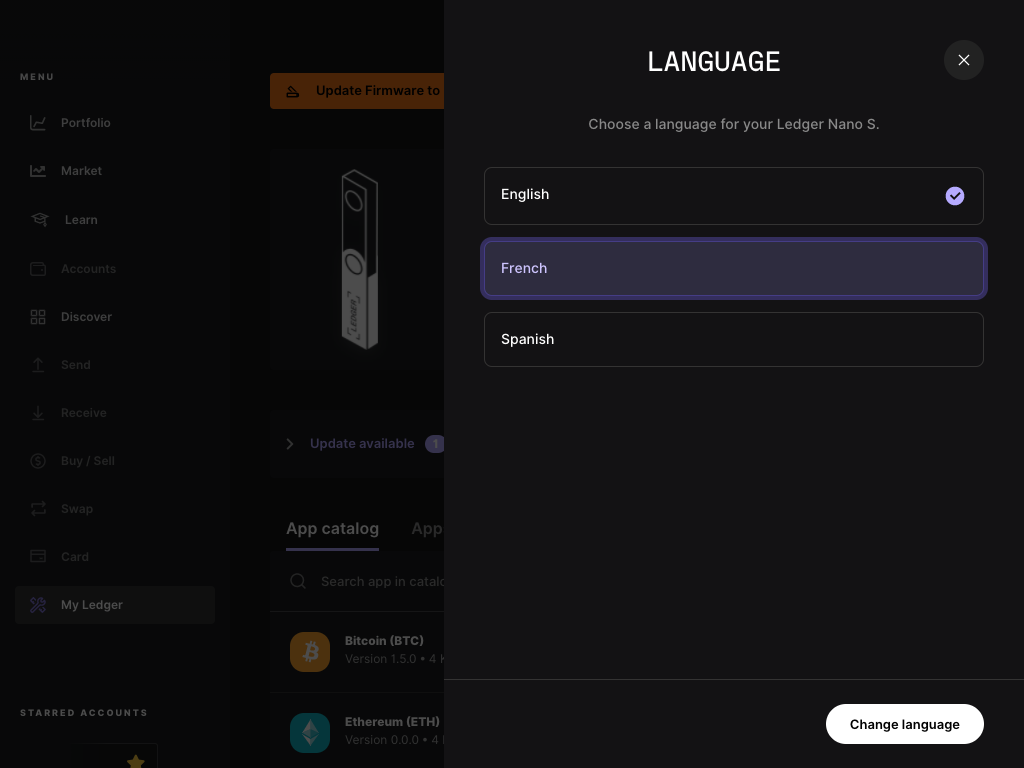 MENU
Portfolio
Market
Learn
Accounts
Discover
Send
Receive
Buy / Sell
Swap
Card
My Ledger
STARRED ACCOUNTS
Update Firmware to
LEDGER
Update available 1
App catalog App
Search app in catalo
Bitcoin (BTC)
Version 1.5.0 • 4 K
Ethereum (ETH)
Version 0.0.0 • 4
LANGUAGE
Choose a language for your Ledger Nano S.
English
French
Spanish
Change language